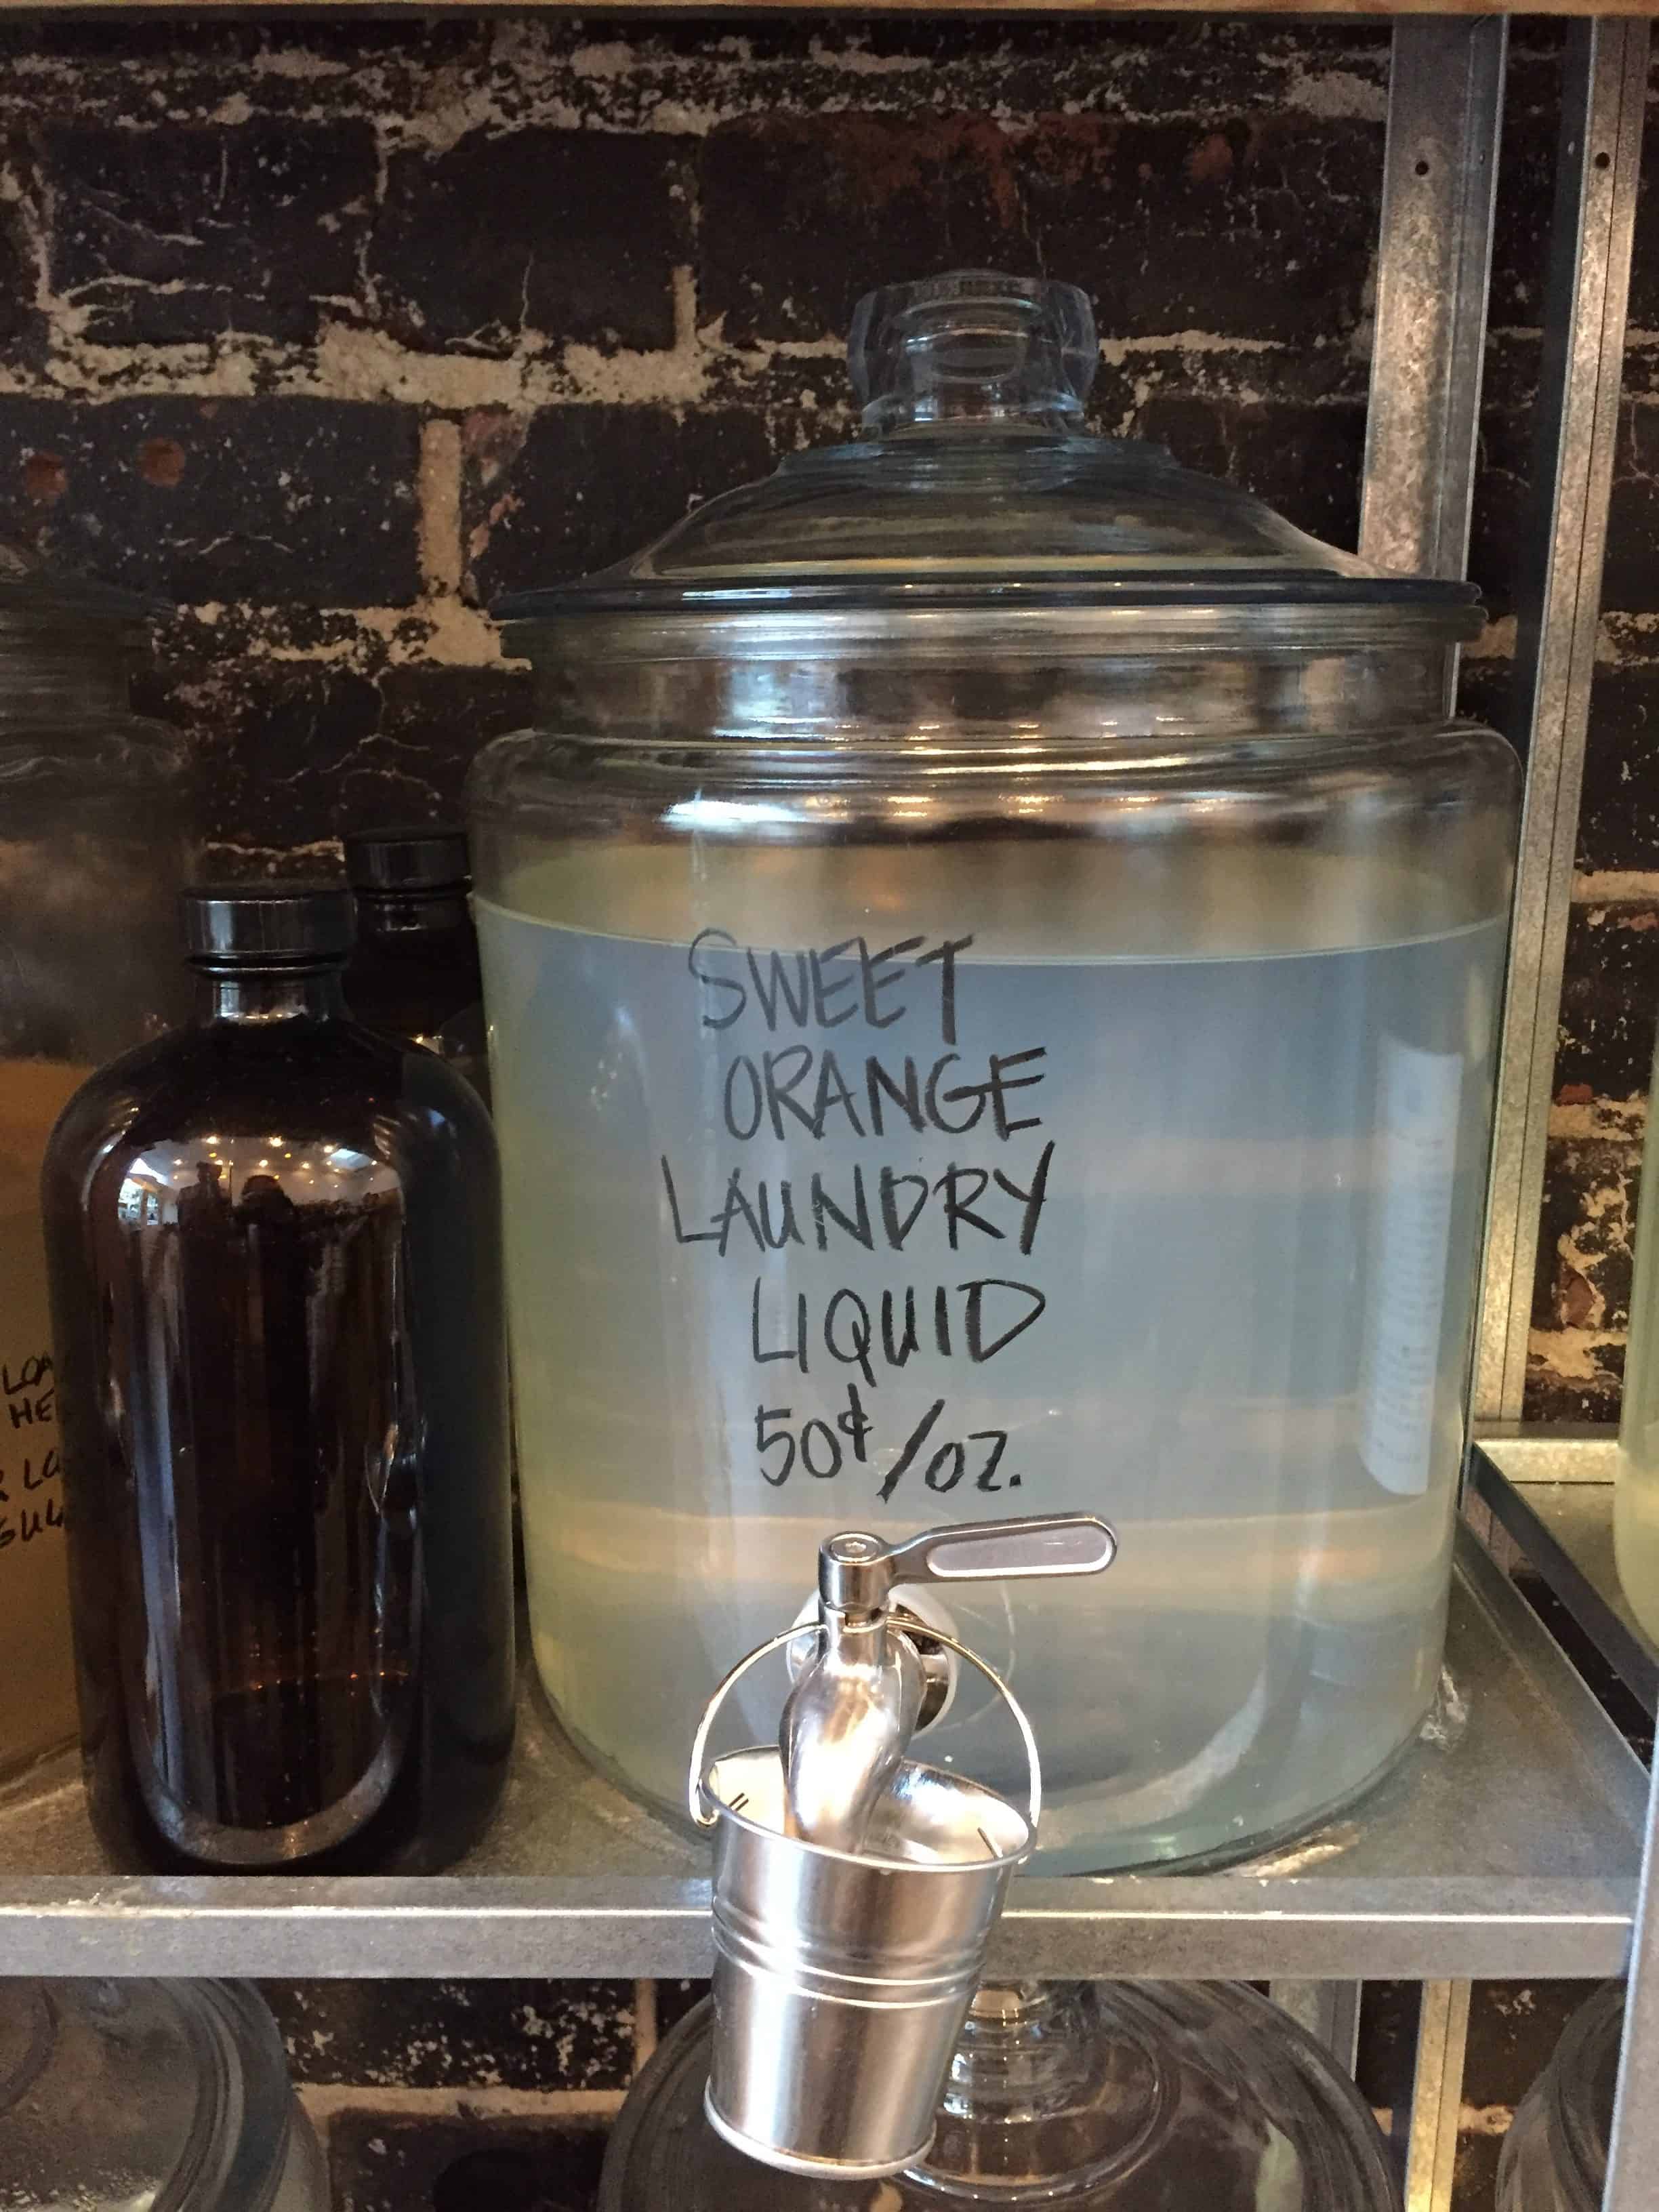 SWEET
ORANGE
LAUNDRY
LIQUID
50¢/OZ.